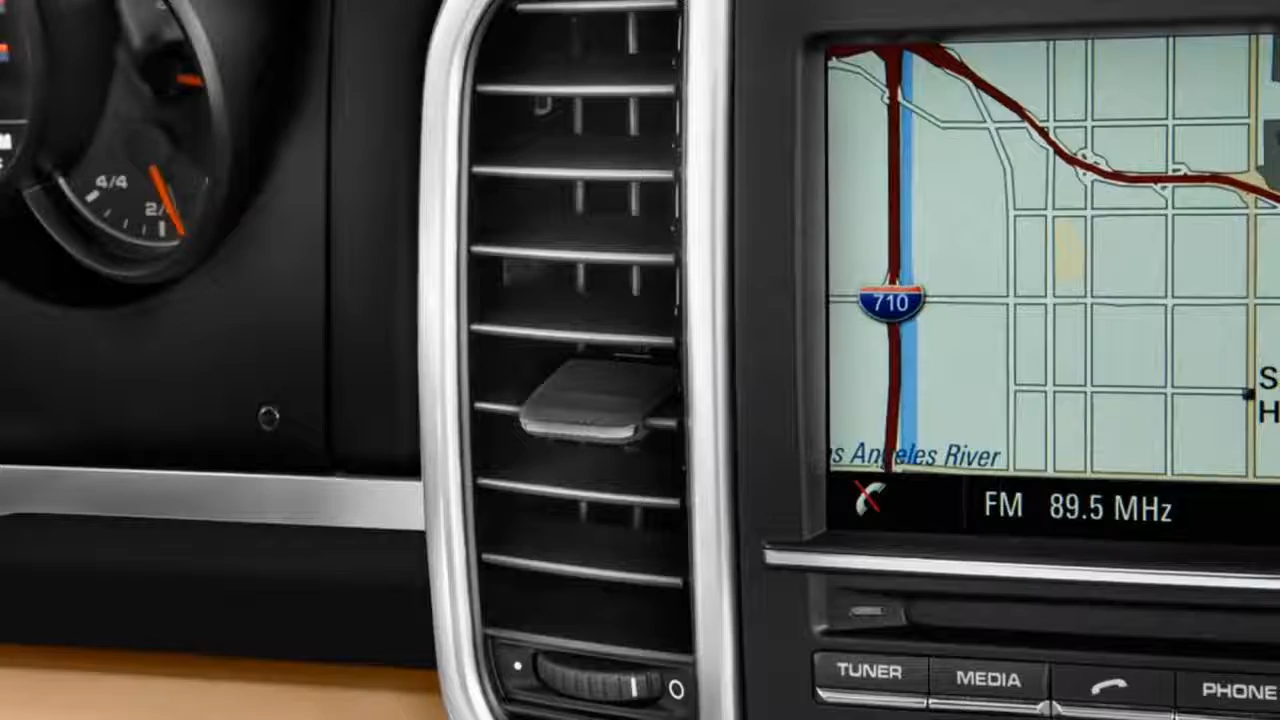 4/4
2/
710
S
H
Angeles River
FM 89.5 MHz
TUNER
MEDIA
PHONE